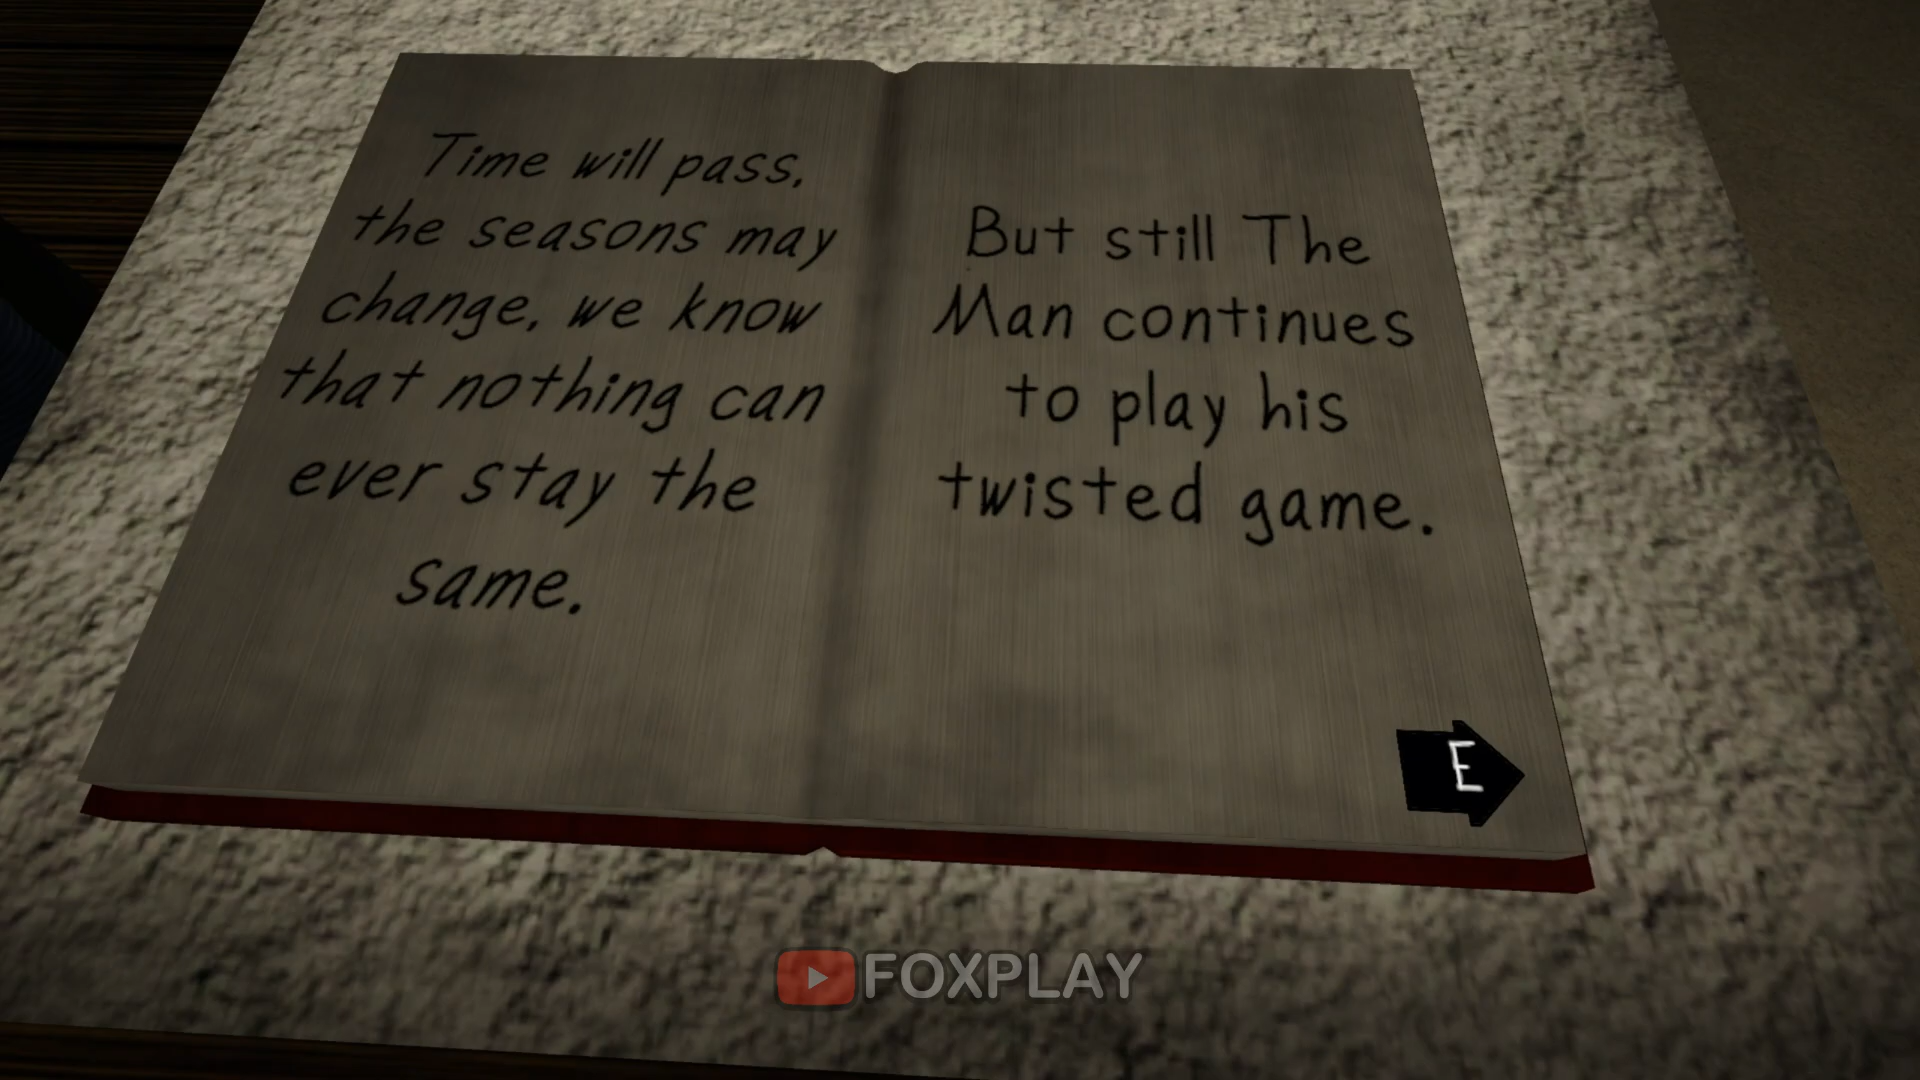 Time will pass,
the seasons may
change, we know
that nothing can
ever stay the
same.
But still The
Man continues
to play his
twisted game.
E
FOXPLAY